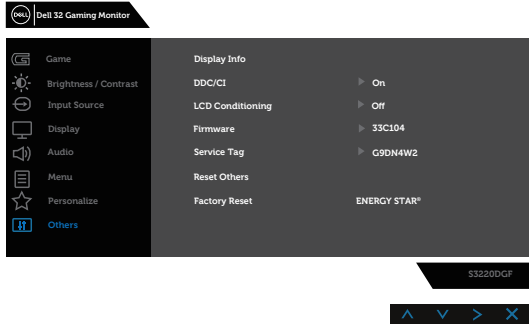 DELL Dell 32 Gaming Monitor
Game
Display Info
Brightness / Contrast
DDC/CI On
Input Source
LCD Conditioning Off
Display
Firmware 33C104
Audio
Service Tag G9DN4W2
Menu
Reset Others
Personalize
Factory Reset ENERGY STAR®
Others
S3220DGF